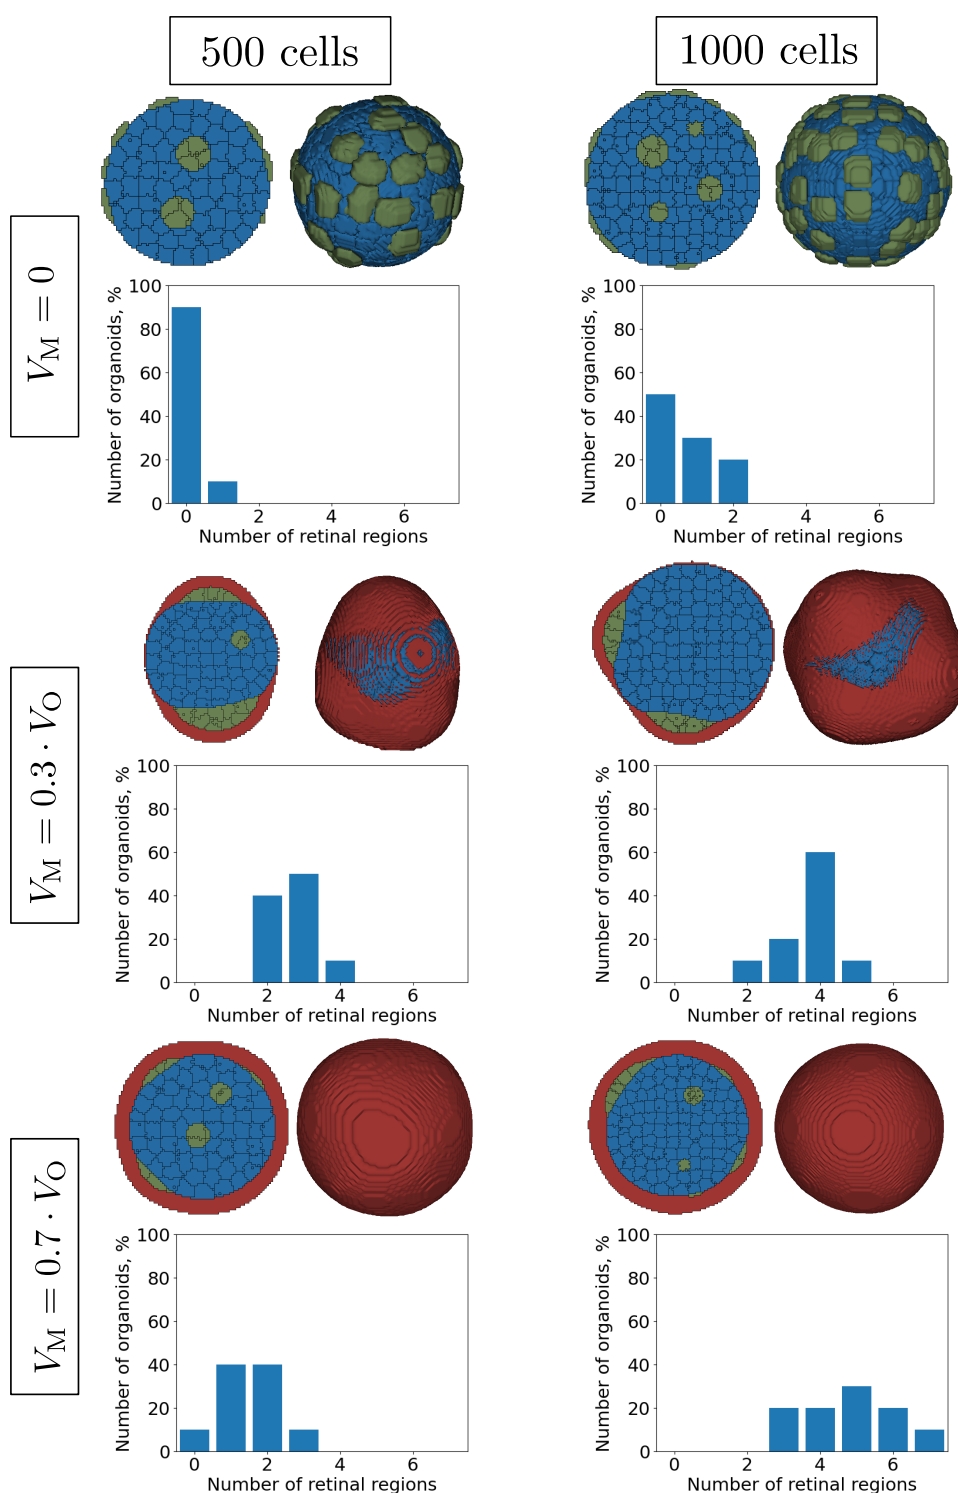 500 cells
1000 cells
V_M = 0
Number of organoids, %
100
80
60
40
20
0
0 2 4 6
Number of retinal regions
Number of organoids, %
100
80
60
40
20
0
0 2 4 6
Number of retinal regions
V_M = 0.3 · V_O
Number of organoids, %
100
80
60
40
20
0
0 2 4 6
Number of retinal regions
Number of organoids, %
100
80
60
40
20
0
0 2 4 6
Number of retinal regions
V_M = 0.7 · V_O
Number of organoids, %
100
80
60
40
20
0
0 2 4 6
Number of retinal regions
Number of organoids, %
100
80
60
40
20
0
0 2 4 6
Number of retinal regions